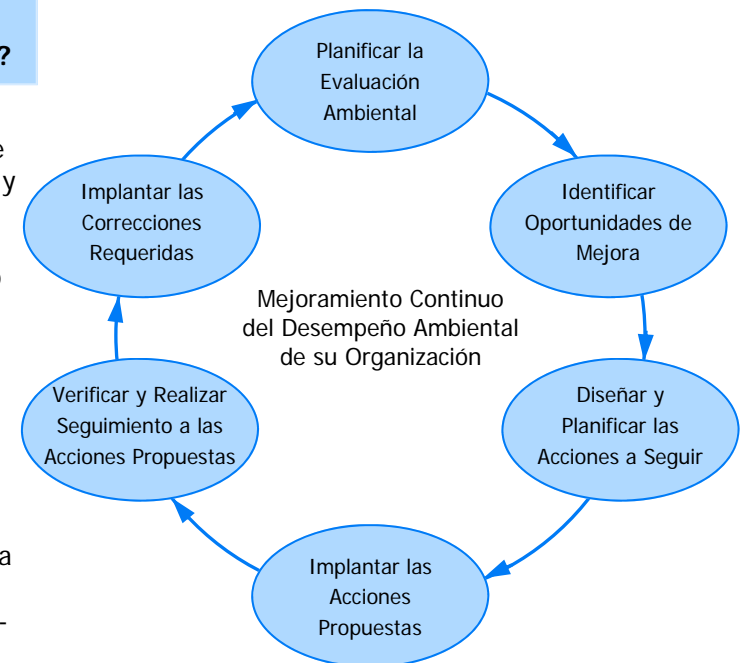 ?
e
y
o
a
-
Planificar la
Evaluación
Ambiental
Identificar
Oportunidades de
Mejora
Diseñar y
Planificar las
Acciones a Seguir
Implantar las
Acciones
Propuestas
Verificar y Realizar
Seguimiento a las
Acciones Propuestas
Implantar las
Correcciones
Requeridas
Mejoramiento Continuo
del Desempeño Ambiental
de su Organización